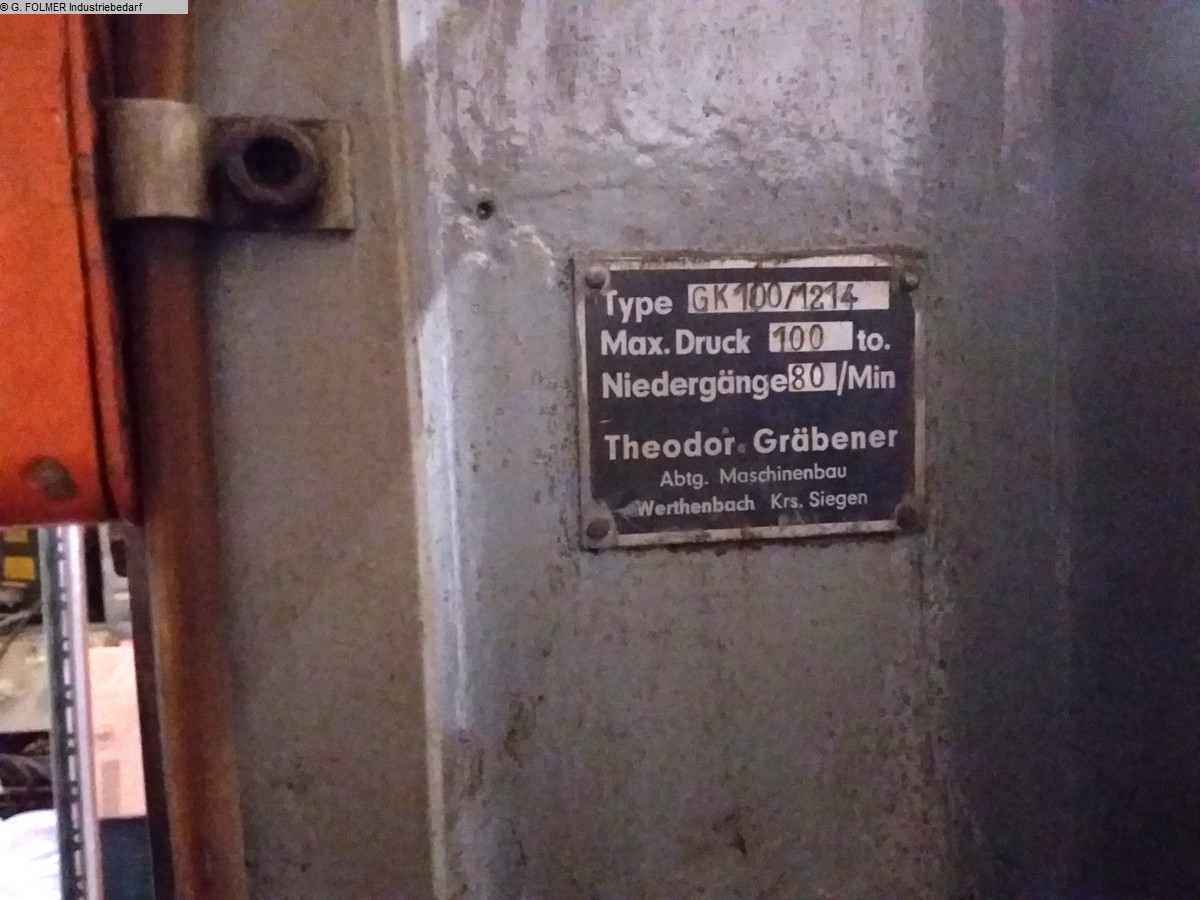 © G. FOLMER Industriebedarf
Type GK100/1214
Max. Druck 100 to.
Niedergänge 80 /Min
Theodor Gräbener
Abtg. Maschinenbau
Werthenbach Krs. Siegen